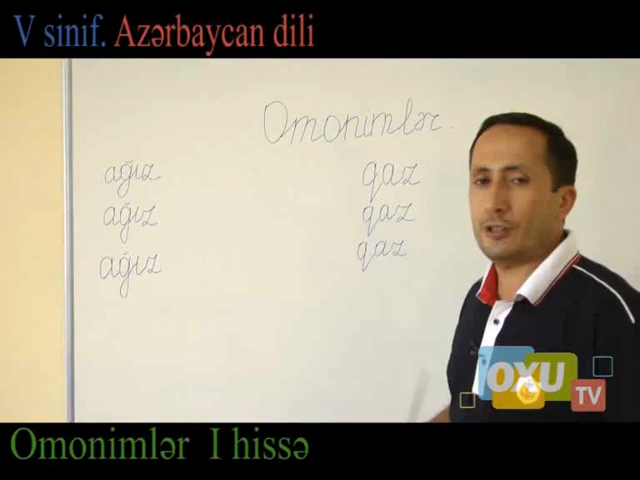 V sinif. Azərbaycan dili
Omonimlər.
ağız qaz
ağız qaz
ağız qaz
OXU
TV
Omonimlər I hissə